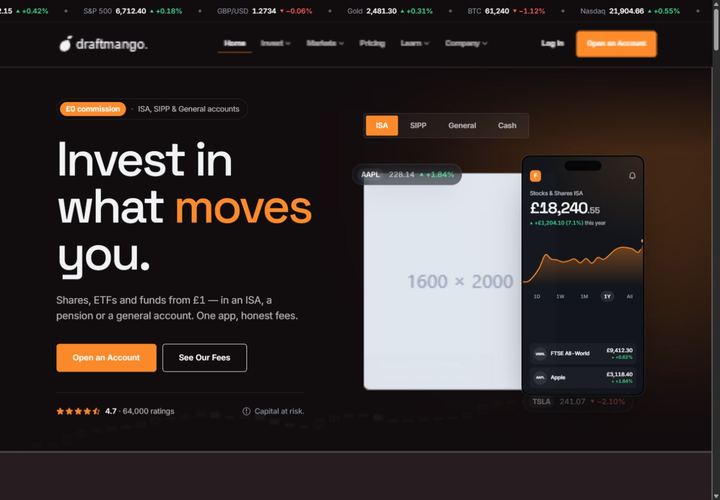 2.15 ▲ +0.42% • S&P 500 6,712.40 ▲ +0.18% • GBP/USD 1.2734 ▼ −0.06% • Gold 2,481.30 ▲ +0.31% • BTC 61,240 ▼ −1.12% • Nasdaq 21,904.66 ▲ +0.55% •
draftmango. Home Invest Markets Pricing Learn Company Log In Open an Account
£0 commission · ISA, SIPP & General accounts
Invest in
what moves
you.
Shares, ETFs and funds from £1 — in an ISA, a
pension or a general account. One app, honest fees.
Open an Account See Our Fees
4.7 · 64,000 ratings Capital at risk.
ISA SIPP General Cash
AAPL 228.14 ▲ +1.84%
1600 × 2000
F
Stocks & Shares ISA
£18,240.55
▲ +£1,204.10 (7.1%) this year
1D 1W 1M 1Y All
VWRL FTSE All-World £9,412.30
▲ +0.62%
AAPL Apple £3,118.40
▲ +1.84%
TSLA 241.07 ▼ −2.10%